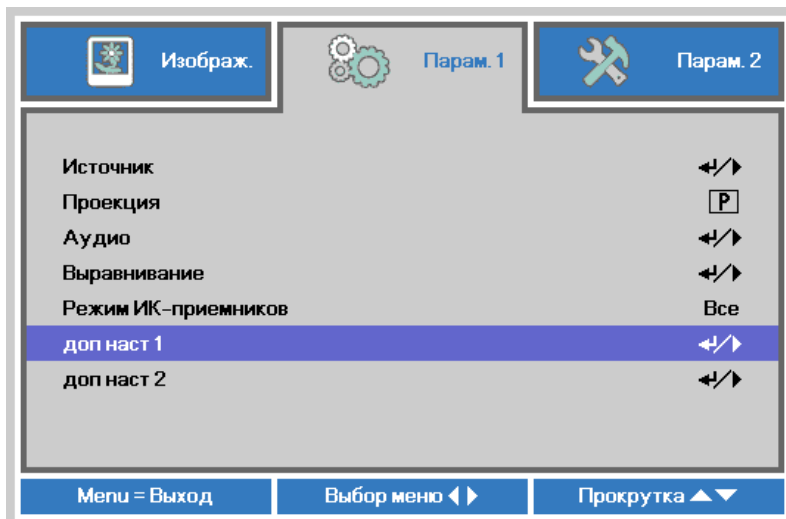 Изображ.
Парам. 1
Парам. 2
Источник
Проекция P
Аудио
Выравнивание
Режим ИК-приемников Все
доп наст 1
доп наст 2
Menu = Выход
Выбор меню
Прокрутка